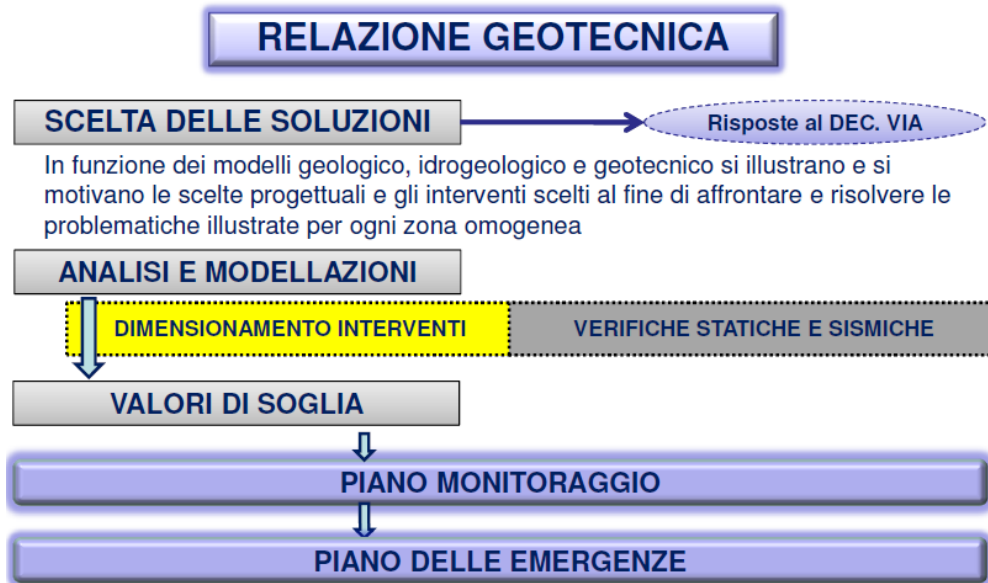 RELAZIONE GEOTECNICA
SCELTA DELLE SOLUZIONI
Risposte al DEC. VIA
In funzione dei modelli geologico, idrogeologico e geotecnico si illustrano e si
motivano le scelte progettuali e gli interventi scelti al fine di affrontare e risolvere le
problematiche illustrate per ogni zona omogenea
ANALISI E MODELLAZIONI
DIMENSIONAMENTO INTERVENTI
VERIFICHE STATICHE E SISMICHE
VALORI DI SOGLIA
PIANO MONITORAGGIO
PIANO DELLE EMERGENZE